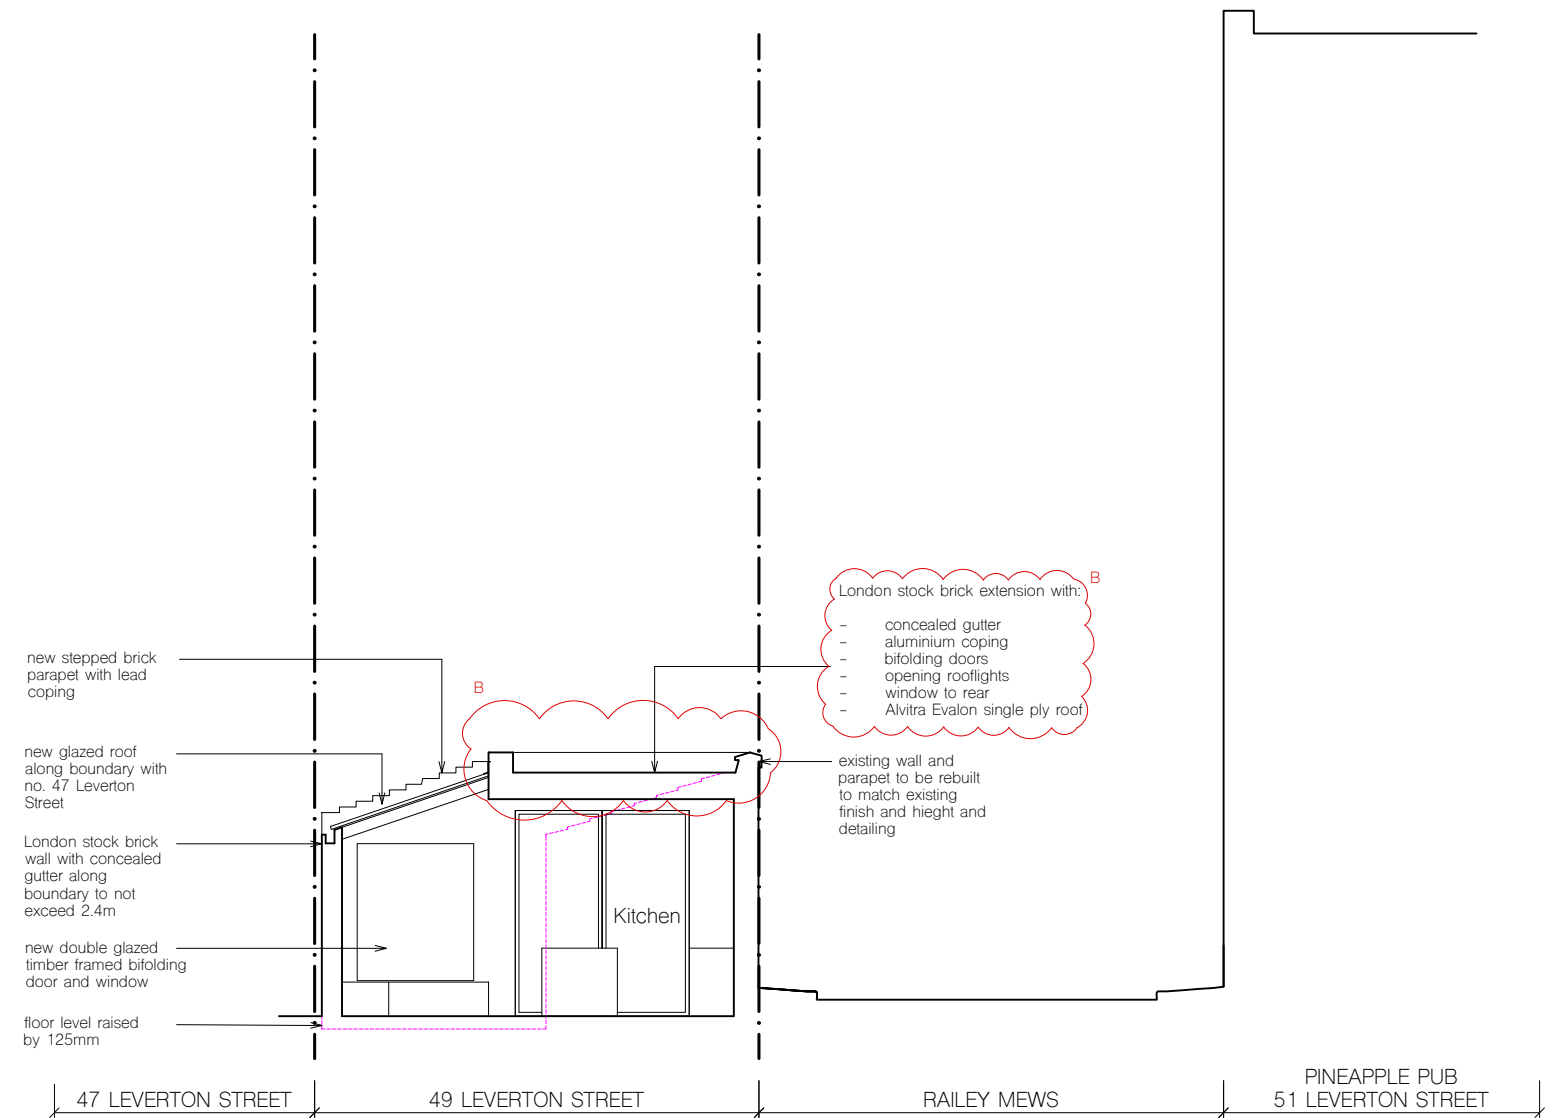 B
London stock brick extension with:
- concealed gutter
- aluminium coping
- bifolding doors
- opening rooflights
- window to rear
- Alvitra Evalon single ply roof
new stepped brick
parapet with lead
coping
B
new glazed roof
along boundary with
no. 47 Leverton
Street
existing wall and
parapet to be rebuilt
to match existing
finish and hieght and
detailing
London stock brick
wall with concealed
gutter along
boundary to not
exceed 2.4m
Kitchen
new double glazed
timber framed bifolding
door and window
floor level raised
by 125mm
47 LEVERTON STREET
49 LEVERTON STREET
RAILEY MEWS
PINEAPPLE PUB
51 LEVERTON STREET